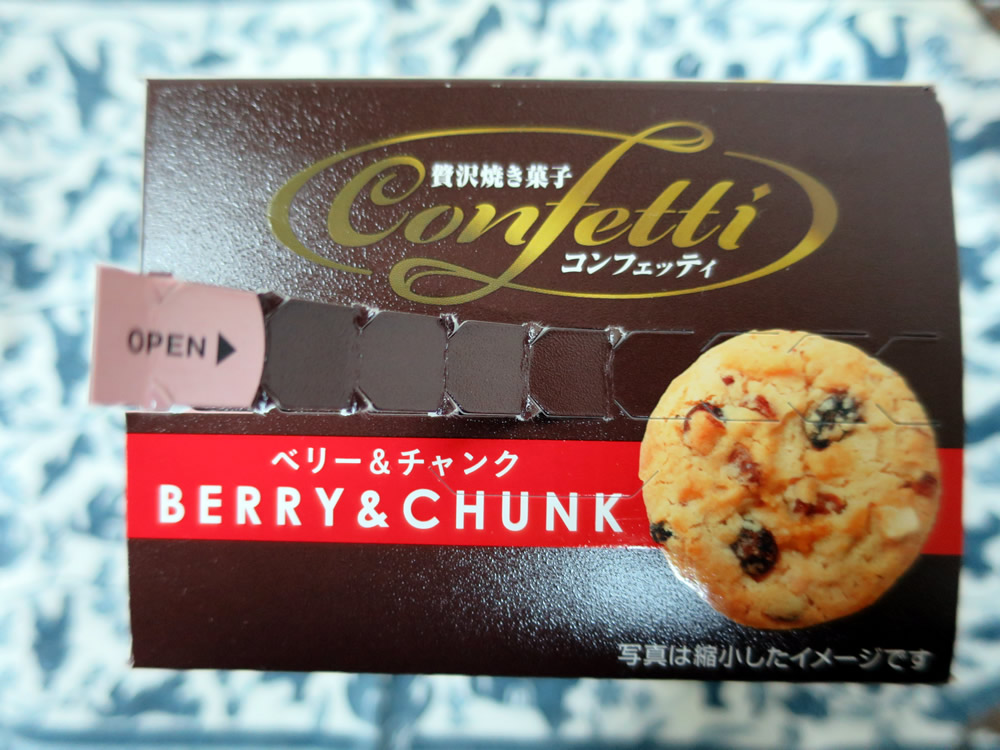 贅沢焼き菓子
Confetti
コンフェッティ
OPEN
ベリー&チャンク
BERRY&CHUNK
写真は縮小したイメージです